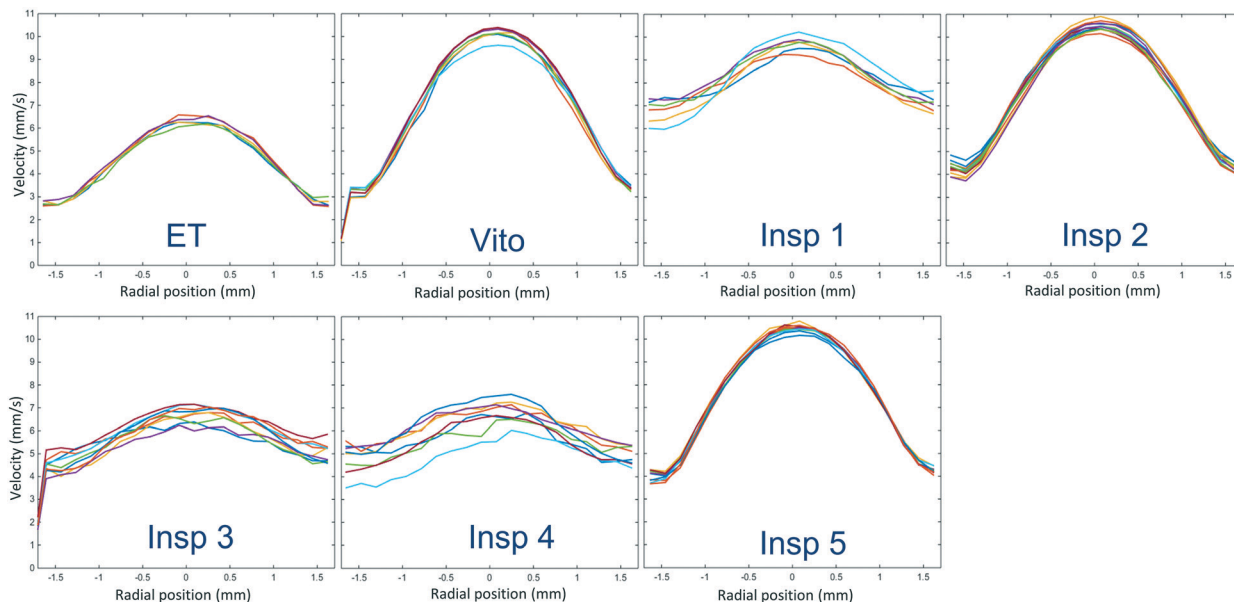 Velocity (mm/s)
11
10
9
8
7
6
5
4
3
2
1
0
ET
Vito
Insp 1
Insp 2
-1.5 -1 -0.5 0 0.5 1 1.5
-1.5 -1 -0.5 0 0.5 1 1.5
-1.5 -1 -0.5 0 0.5 1 1.5
-1.5 -1 -0.5 0 0.5 1 1.5
Radial position (mm)
Radial position (mm)
Radial position (mm)
Radial position (mm)
Velocity (mm/s)
11
10
9
8
7
6
5
4
3
2
1
0
Insp 3
Insp 4
Insp 5
-1.5 -1 -0.5 0 0.5 1 1.5
-1.5 -1 -0.5 0 0.5 1 1.5
-1.5 -1 -0.5 0 0.5 1 1.5
Radial position (mm)
Radial position (mm)
Radial position (mm)